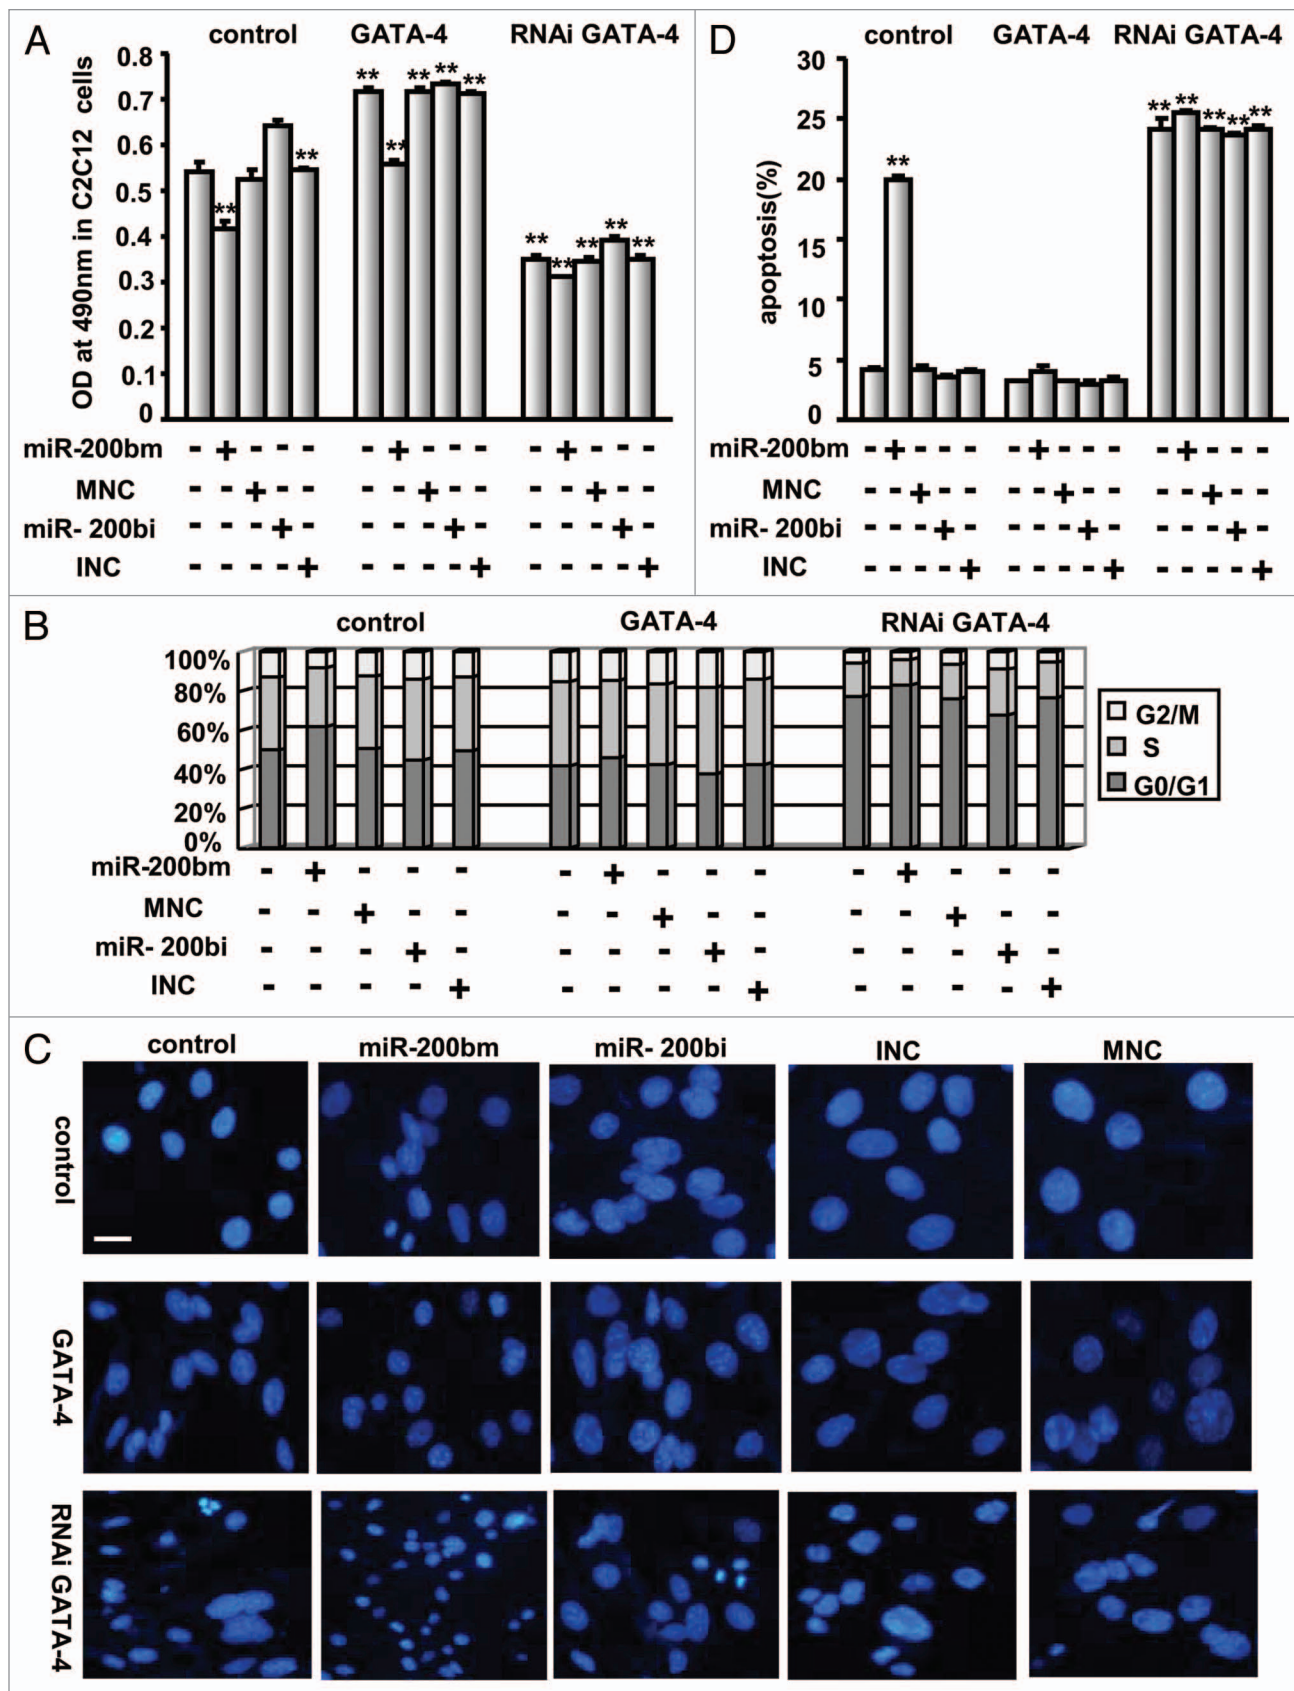 A
control GATA-4 RNAi GATA-4
OD at 490nm in C2C12 cells
0.8
0.7
0.6
0.5
0.4
0.3
0.2
0.1
0
** ** ** ** ** ** ** ** ** ** ** **
miR-200bm - + - - - - + - - - - + - - -
MNC - - + - - - - + - - - - + - -
miR- 200bi - - - + - - - - + - - - - + -
INC - - - - + - - - - + - - - - +
D
control GATA-4 RNAi GATA-4
apoptosis(%)
30
25
20
15
10
5
0
** ** ** ** ** **
miR-200bm - + - - - - + - - - - + - - -
MNC - - + - - - - + - - - - + - -
miR- 200bi - - - + - - - - + - - - - + -
INC - - - - + - - - - + - - - - +
B
control GATA-4 RNAi GATA-4
100%
80%
60%
40%
20%
0%
G2/M
S
G0/G1
miR-200bm - + - - - - + - - - - + - - -
MNC - - + - - - - + - - - - + - -
miR- 200bi - - - + - - - - + - - - - + -
INC - - - - + - - - - + - - - - +
C
control miR-200bm miR- 200bi INC MNC
control
GATA-4
RNAi GATA-4